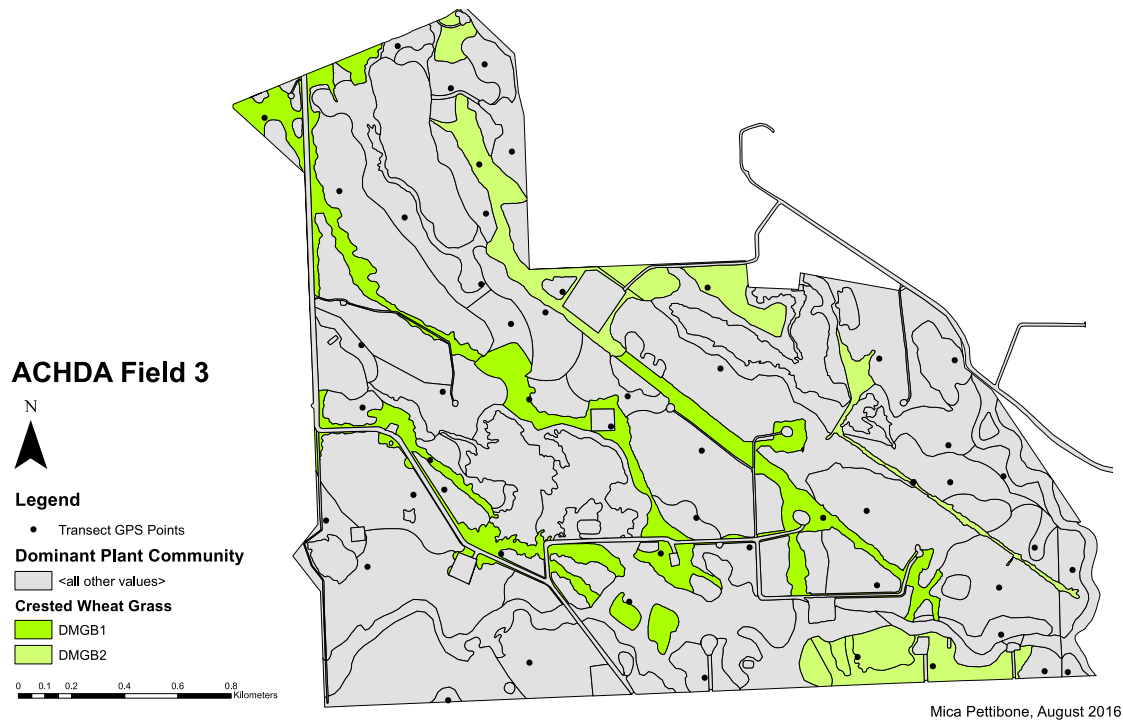 ACHDA Field 3
N
Legend
Transect GPS Points
Dominant Plant Community
<all other values>
Crested Wheat Grass
DMGB1
DMGB2
0 0.1 0.2 0.4 0.6 0.8
Kilometers
Mica Pettibone, August 2016